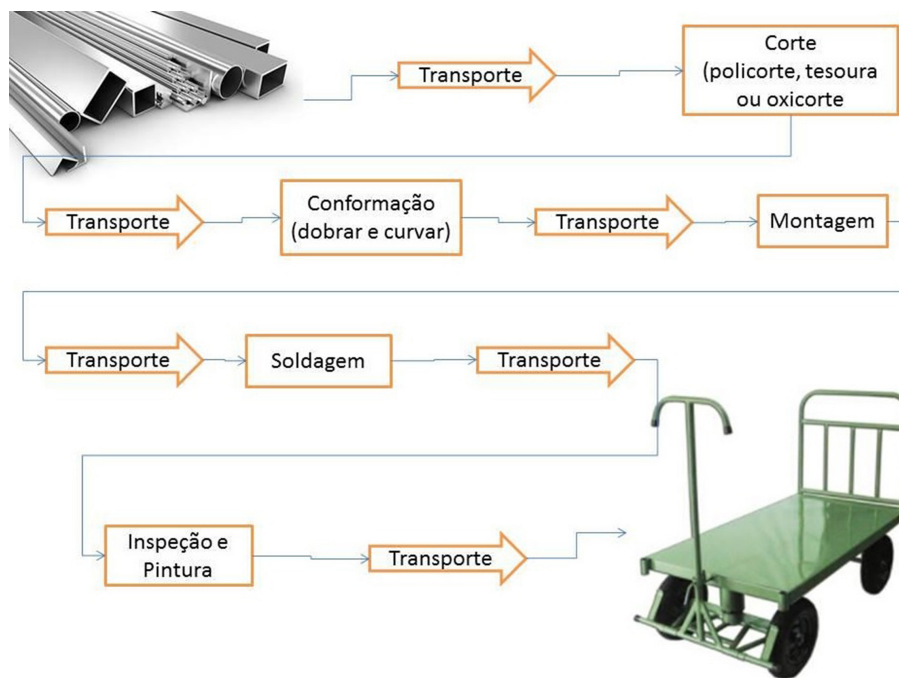 Transporte
Corte
(policorte, tesoura
ou oxicorte
Transporte
Conformação
(dobrar e curvar)
Transporte
Montagem
Transporte
Soldagem
Transporte
Inspeção e
Pintura
Transporte